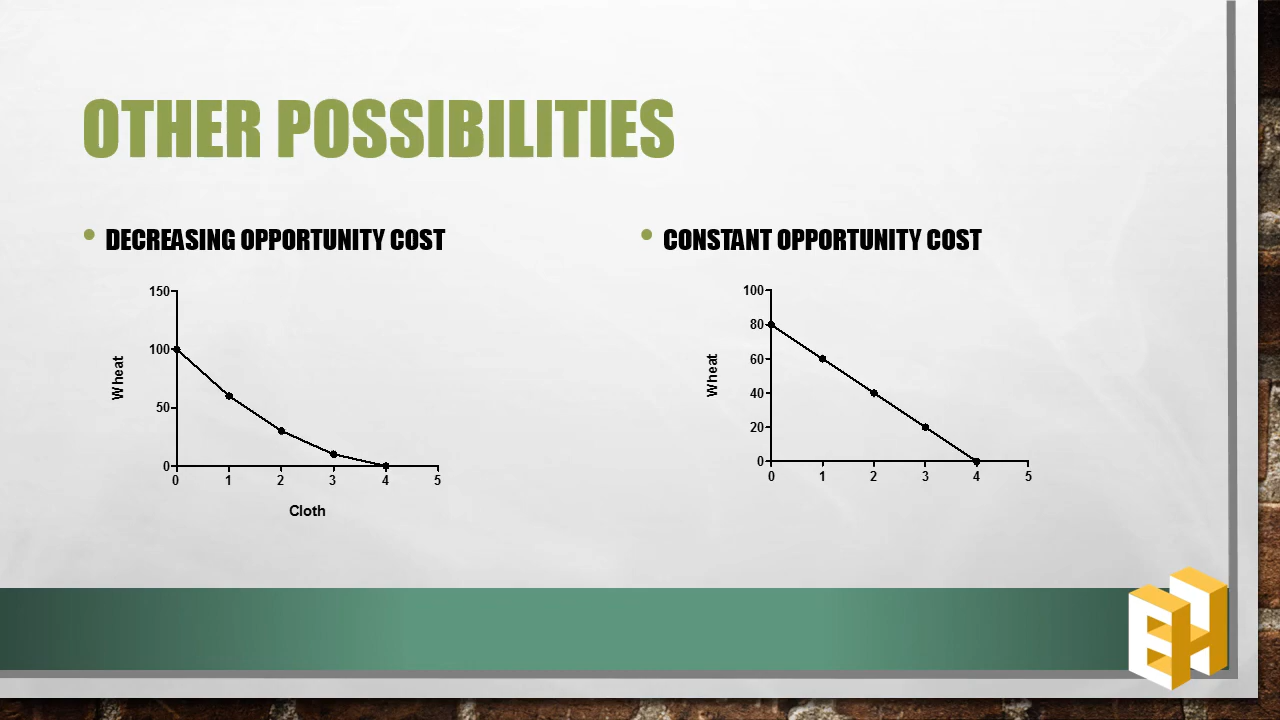 OTHER POSSIBILITIES
• DECREASING OPPORTUNITY COST
150
100
50
0
Wheat
0 1 2 3 4 5
Cloth
• CONSTANT OPPORTUNITY COST
100
80
60
40
20
0
Wheat
0 1 2 3 4 5
EH